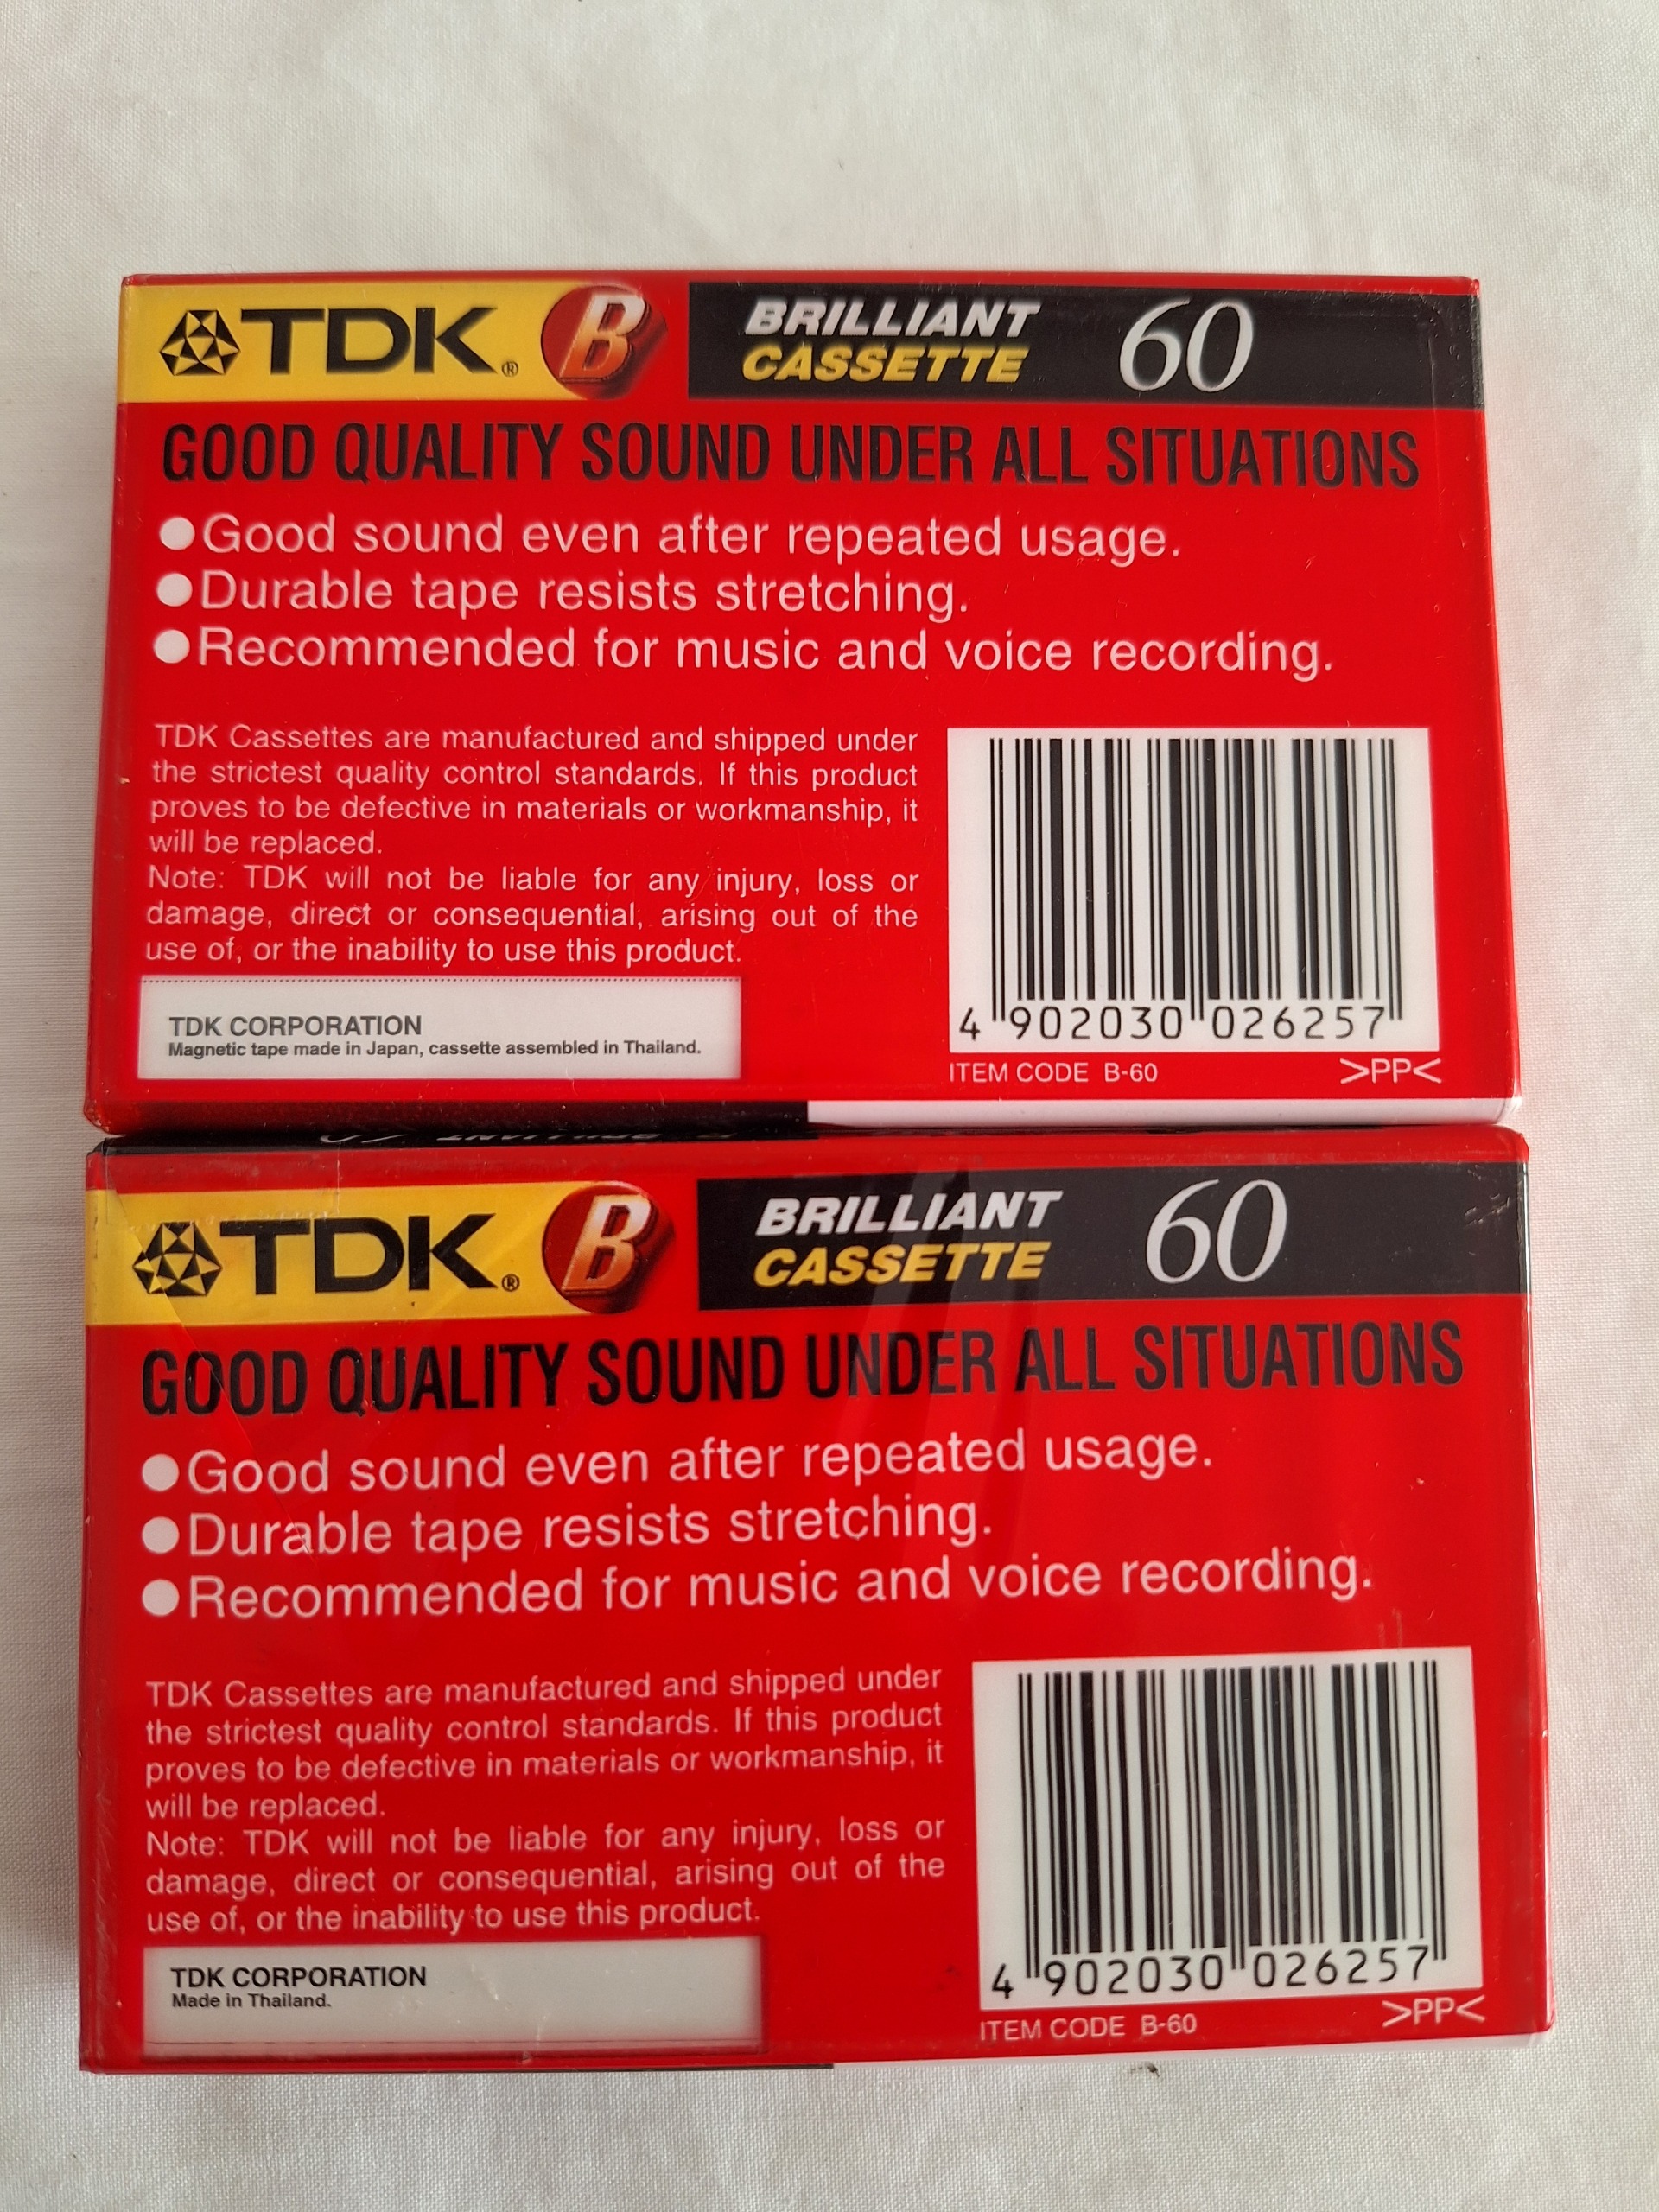 TDK® B BRILLIANT CASSETTE 60
GOOD QUALITY SOUND UNDER ALL SITUATIONS
●Good sound even after repeated usage.
●Durable tape resists stretching.
●Recommended for music and voice recording.
TDK Cassettes are manufactured and shipped under
the strictest quality control standards. If this product
proves to be defective in materials or workmanship, it
will be replaced.
Note: TDK will not be liable for any injury, loss or
damage, direct or consequential, arising out of the
use of, or the inability to use this product.
TDK CORPORATION
Magnetic tape made in Japan, cassette assembled in Thailand.
4 902030 026257
ITEM CODE B-60 >PP<
TDK® B BRILLIANT CASSETTE 60
GOOD QUALITY SOUND UNDER ALL SITUATIONS
●Good sound even after repeated usage.
●Durable tape resists stretching.
●Recommended for music and voice recording.
TDK Cassettes are manufactured and shipped under
the strictest quality control standards. If this product
proves to be defective in materials or workmanship, it
will be replaced.
Note: TDK will not be liable for any injury, loss or
damage, direct or consequential, arising out of the
use of, or the inability to use this product.
TDK CORPORATION
Made in Thailand.
4 902030 026257
ITEM CODE B-60 >PP<